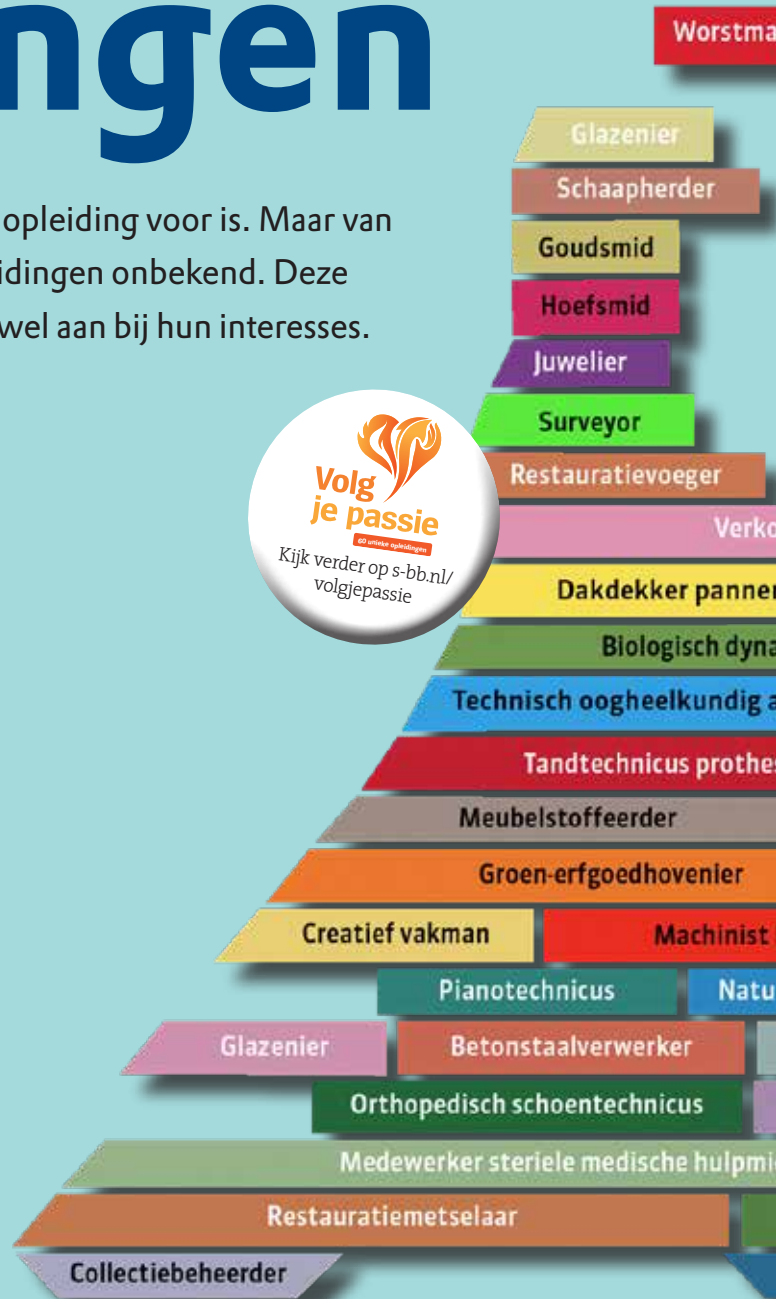 ngen
opleiding voor is. Maar van
idingen onbekend. Deze
wel aan bij hun interesses.
Volg
je passie
60 unieke opleidingen
Kijk verder op s-bb.nl/
volgjepassie
Worstma
Glazenier
Schaapherder
Goudsmid
Hoefsmid
Juwelier
Surveyor
Restauratievoeger
Verko
Dakdekker pannen
Biologisch dyna
Technisch oogheelkundig a
Tandtechnicus prothes
Meubelstoffeerder
Groen-erfgoedhovenier
Creatief vakman Machinist
Pianotechnicus Natu
Glazenier Betonstaalverwerker
Orthopedisch schoentechnicus
Medewerker steriele medische hulpmi
Restauratiemetselaar
Collectiebeheerder